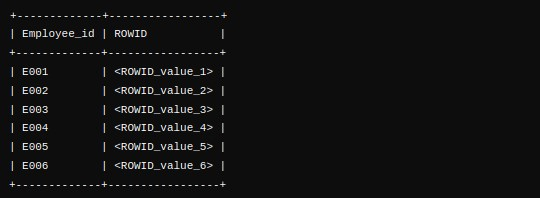 +-------------+-----------------+
| Employee_id | ROWID           |
+-------------+-----------------+
| E001        | <ROWID_value_1> |
| E002        | <ROWID_value_2> |
| E003        | <ROWID_value_3> |
| E004        | <ROWID_value_4> |
| E005        | <ROWID_value_5> |
| E006        | <ROWID_value_6> |
+-------------+-----------------+